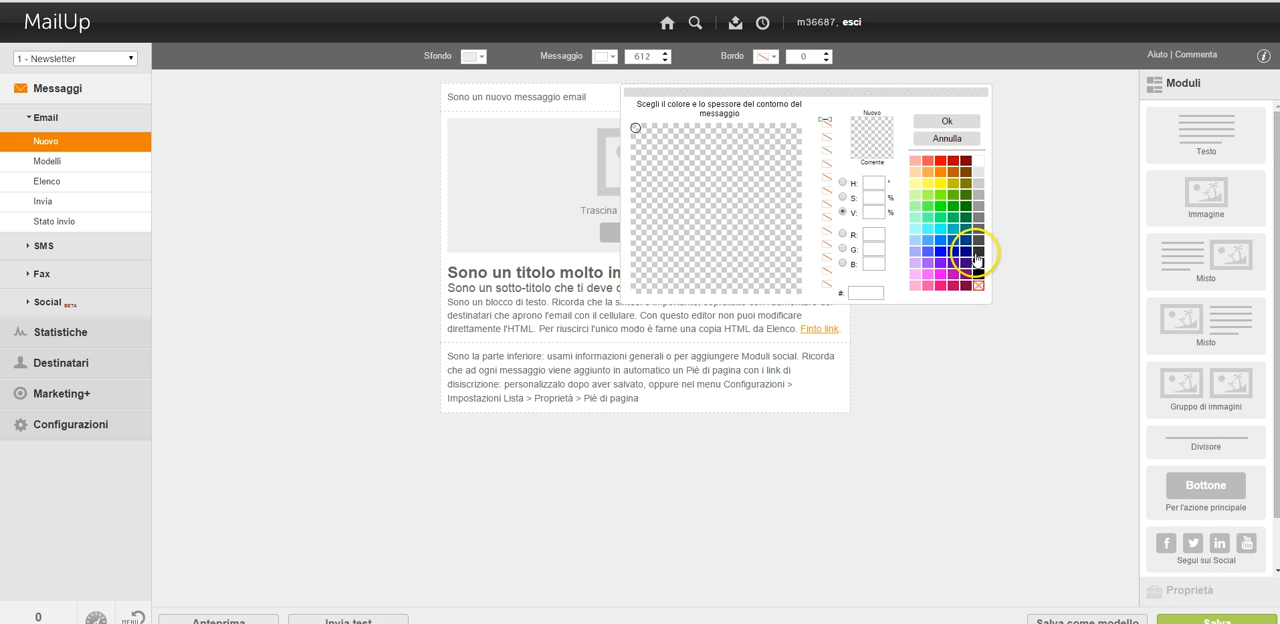 MailUp
m36687, esci
1 - Newsletter
Sfondo
Messaggio
612
Bordo
0
Aiuto | Commenta
Messaggi
Email
Nuovo
Modelli
Elenco
Invia
Stato invio
SMS
Fax
Social BETA
Statistiche
Destinatari
Marketing+
Configurazioni
0
MENU
Sono un nuovo messaggio email
Trascina
Sono un titolo molto in
Sono un sotto-titolo che ti deve
Sono un blocco di testo. Ricorda che la
destinatari che aprono l'email con il cellulare. Con questo editor non puoi modificare
direttamente l'HTML. Per riuscirci l'unico modo è farne una copia HTML da Elenco. Finto link.
Sono la parte inferiore: usami informazioni generali o per aggiungere Moduli social. Ricorda
che ad ogni messaggio viene aggiunto in automatico un Piè di pagina con i link di
disiscrizione: personalizzalo dopo aver salvato, oppure nel menu Configurazioni >
Impostazioni Lista > Proprietà > Piè di pagina
Scegli il colore e lo spessore del contorno del
messaggio
Nuovo
Corrente
Ok
Annulla
H: °
S: %
V: %
R:
G:
B:
#:
Moduli
Testo
Immagine
Misto
Misto
Gruppo di immagini
Divisore
Bottone
Per l'azione principale
f in You
Segui sui Social
Proprietà
Anteprima
Invia test
Salva come modello
Salva